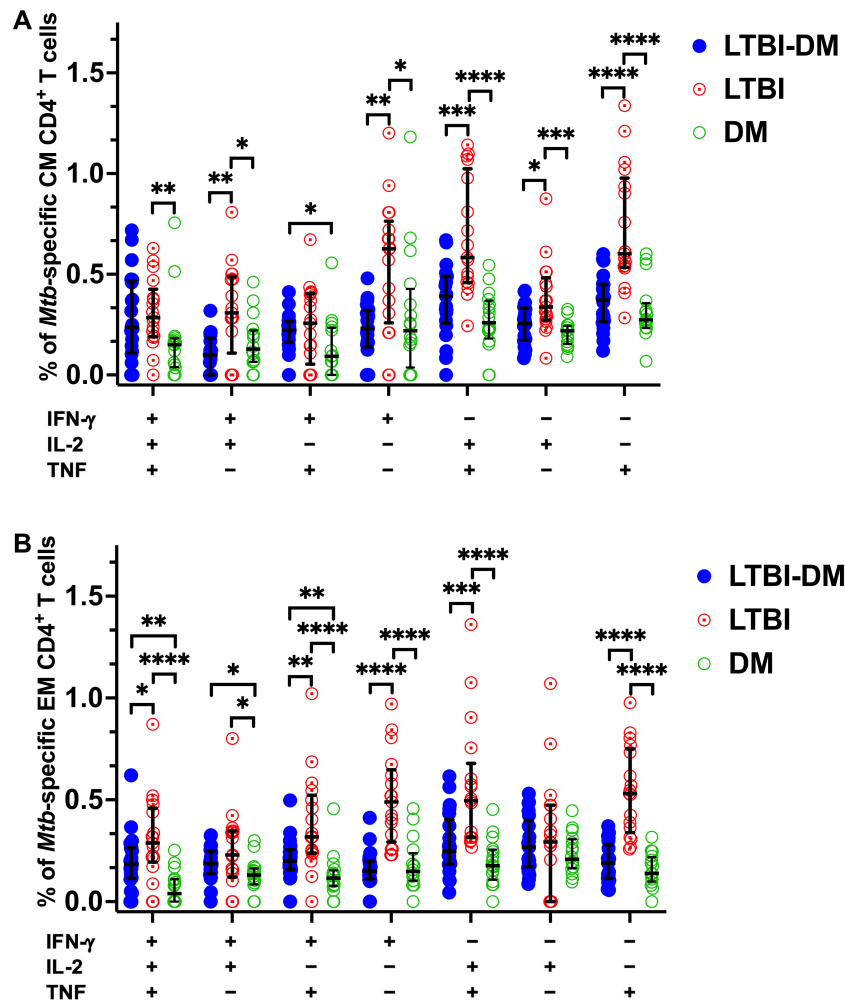 A
% of Mtb-specific CM CD4+ T cells
1.5
1.0
0.5
0.0
** ** * * ** * *** **** * *** **** ****
LTBI-DM
LTBI
DM
IFN-γ + + + + − − −
IL-2 + + − − + + −
TNF + − + − + − +
B
% of Mtb-specific EM CD4+ T cells
1.5
1.0
0.5
0.0
** **** * * * ** **** ** **** **** **** *** **** ****
LTBI-DM
LTBI
DM
IFN-γ + + + + − − −
IL-2 + + − − + + −
TNF + − + − + − +